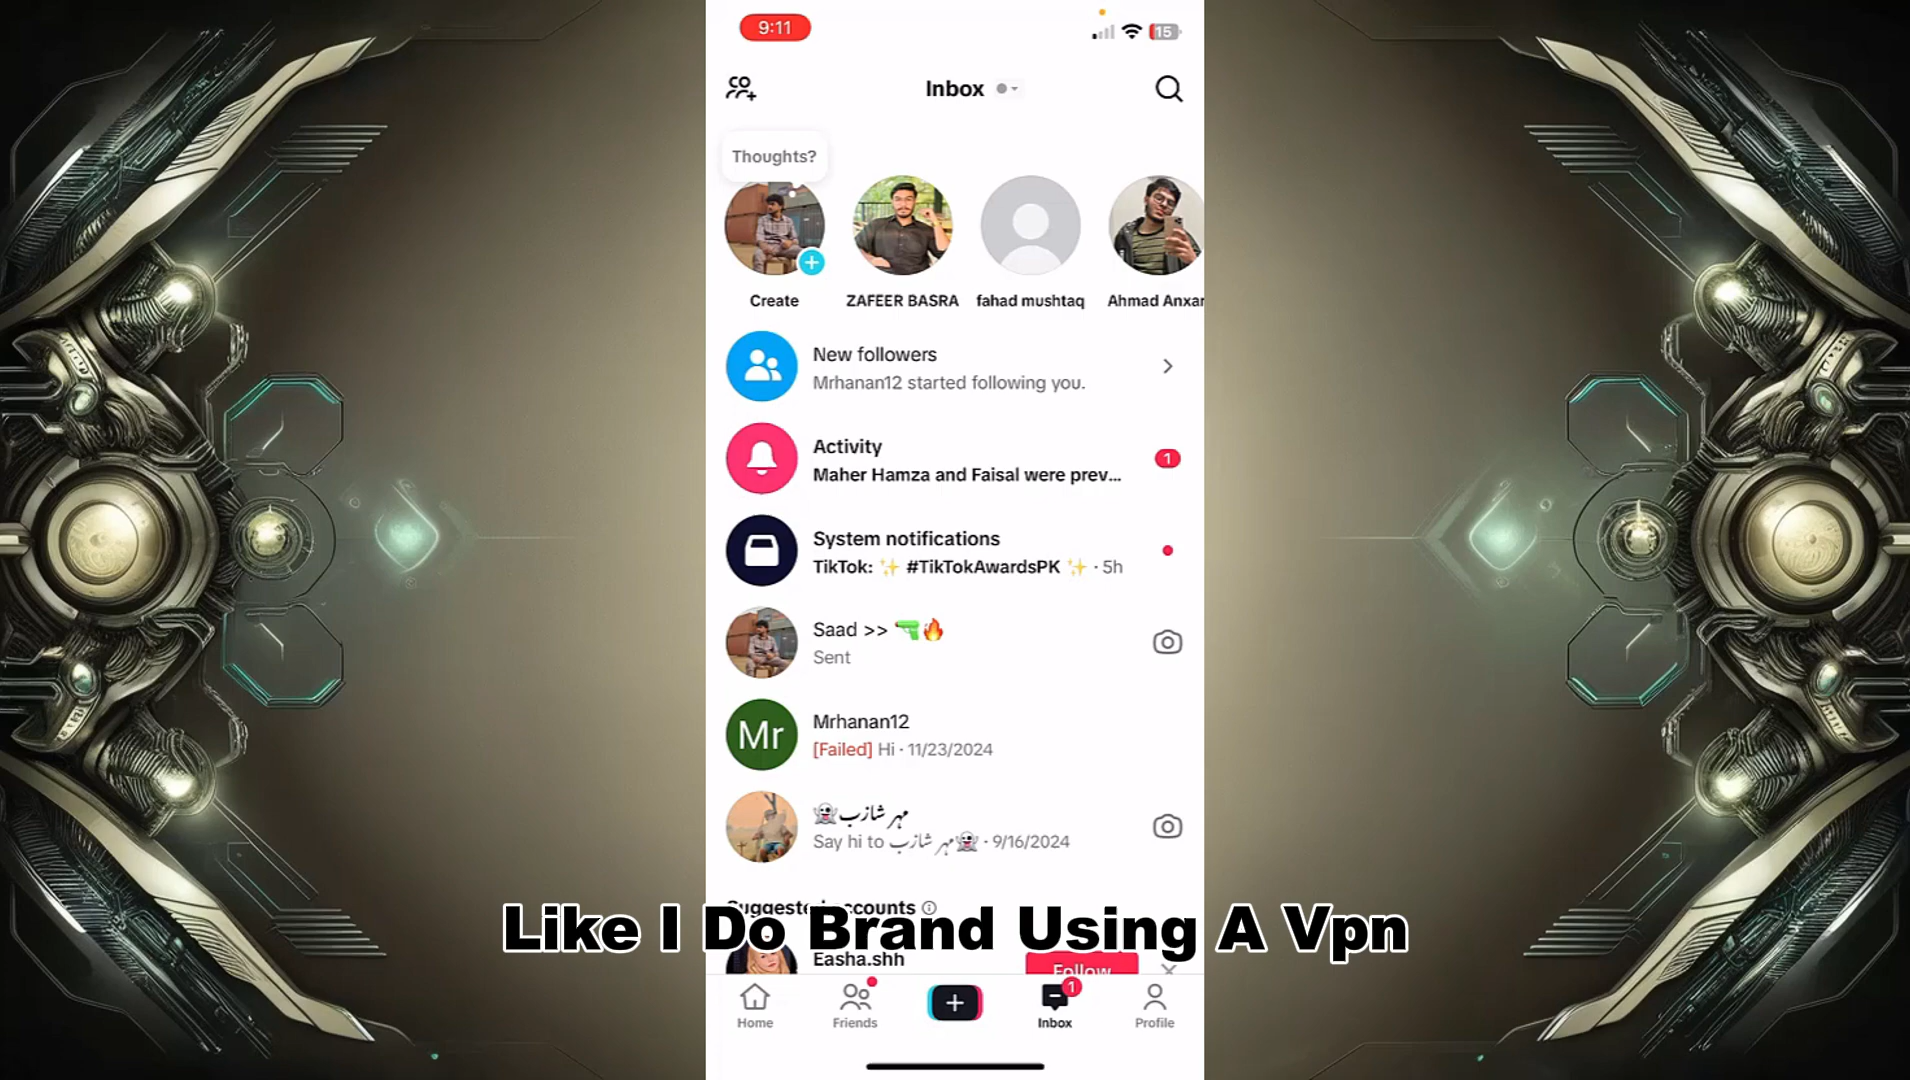 9:11
15
Inbox
Thoughts?
Create
ZAFEER BASRA
fahad mushtaq
Ahmad Anxar
New followers
Mrhanan12 started following you.
Activity
Maher Hamza and Faisal were prev...
1
System notifications
TikTok: ✨ #TikTokAwardsPK ✨ · 5h
Saad >> 🔫🔥
Sent
Mr
Mrhanan12
[Failed] Hi · 11/23/2024
مہر شازب👻
Say hi to مہر شازب👻 · 9/16/2024
Suggested accounts
Like I Do Brand Using A Vpn
Easha.shh
Follow
Home
Friends
1
Inbox
Profile